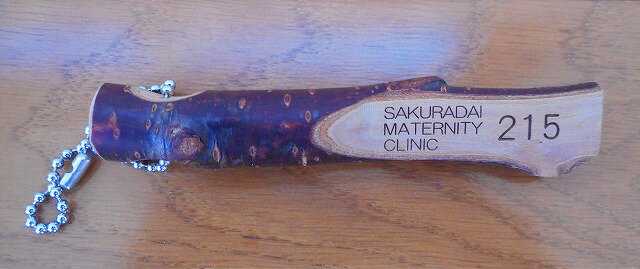 SAKURADAI
MATERNITY
CLINIC
215